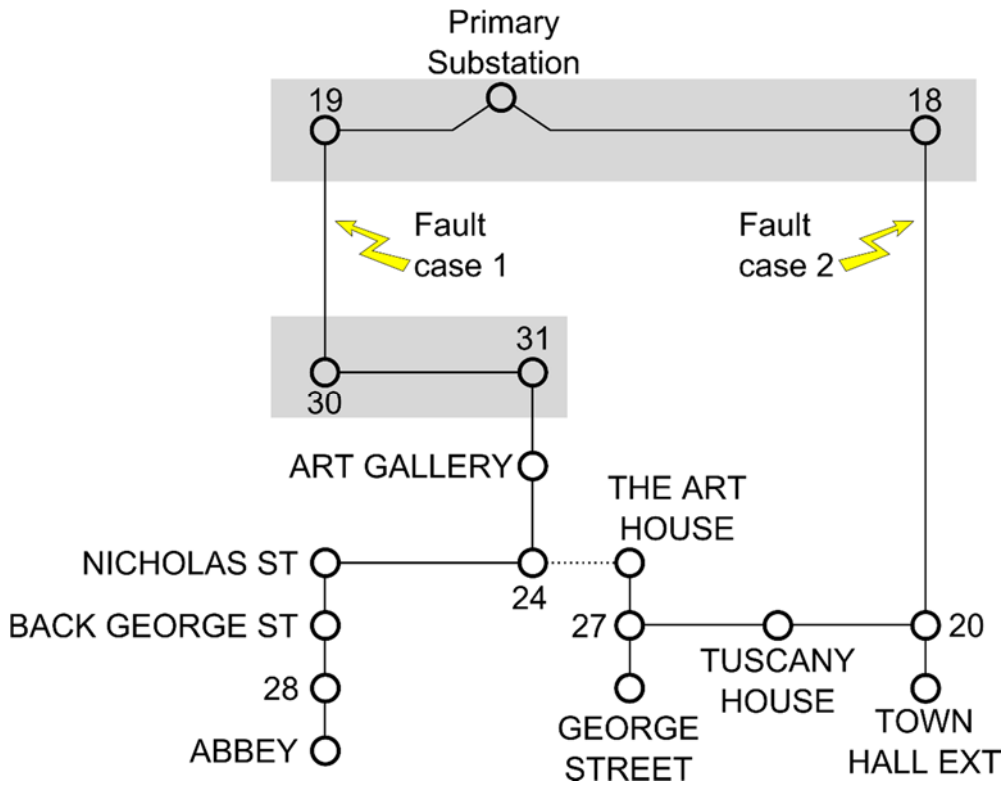 Primary
Substation
19
18
Fault
case 1
Fault
case 2
31
30
ART GALLERY
THE ART
HOUSE
NICHOLAS ST
24
BACK GEORGE ST
27
20
TUSCANY
HOUSE
28
GEORGE
STREET
TOWN
HALL EXT
ABBEY